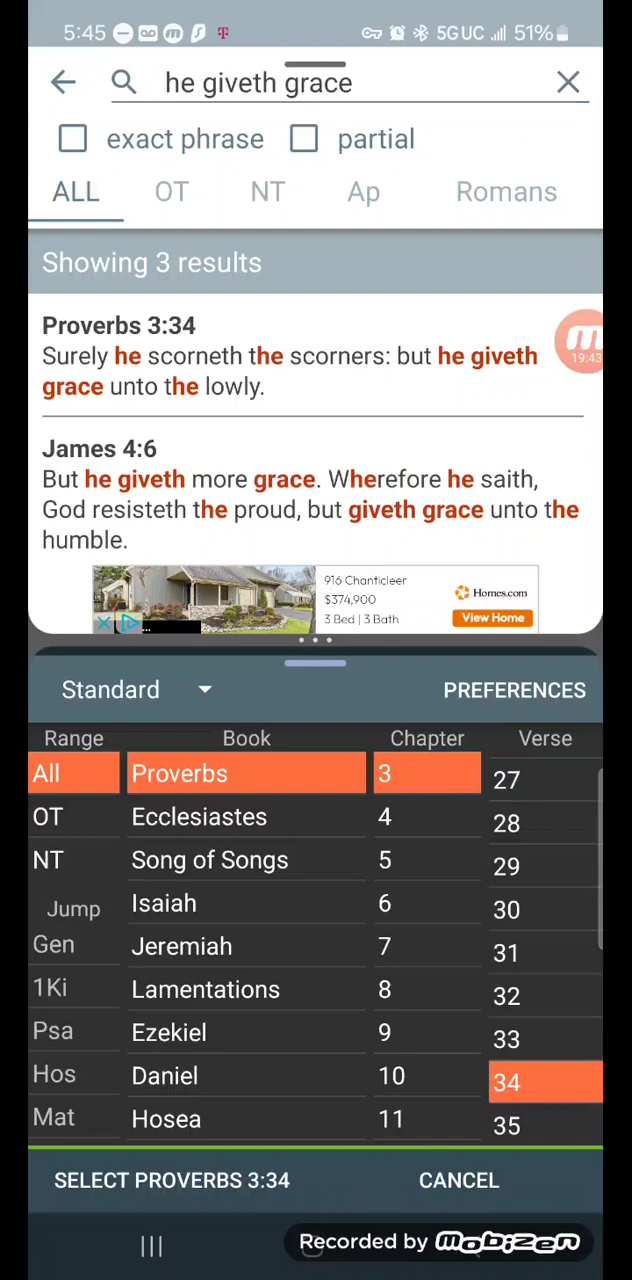 5:45 5G UC 51%
he giveth grace
exact phrase partial
ALL OT NT Ap Romans
Showing 3 results
Proverbs 3:34
Surely he scorneth the scorners: but he giveth
grace unto the lowly.
19:43
James 4:6
But he giveth more grace. Wherefore he saith,
God resisteth the proud, but giveth grace unto the
humble.
916 Chanticleer
$374,900
3 Bed | 3 Bath
Homes.com
View Home
Standard PREFERENCES
Range Book Chapter Verse
All Proverbs 3 27
OT Ecclesiastes 4 28
NT Song of Songs 5 29
Jump Isaiah 6 30
Gen Jeremiah 7 31
1Ki Lamentations 8 32
Psa Ezekiel 9 33
Hos Daniel 10 34
Mat Hosea 11 35
SELECT PROVERBS 3:34 CANCEL
Recorded by mobizen